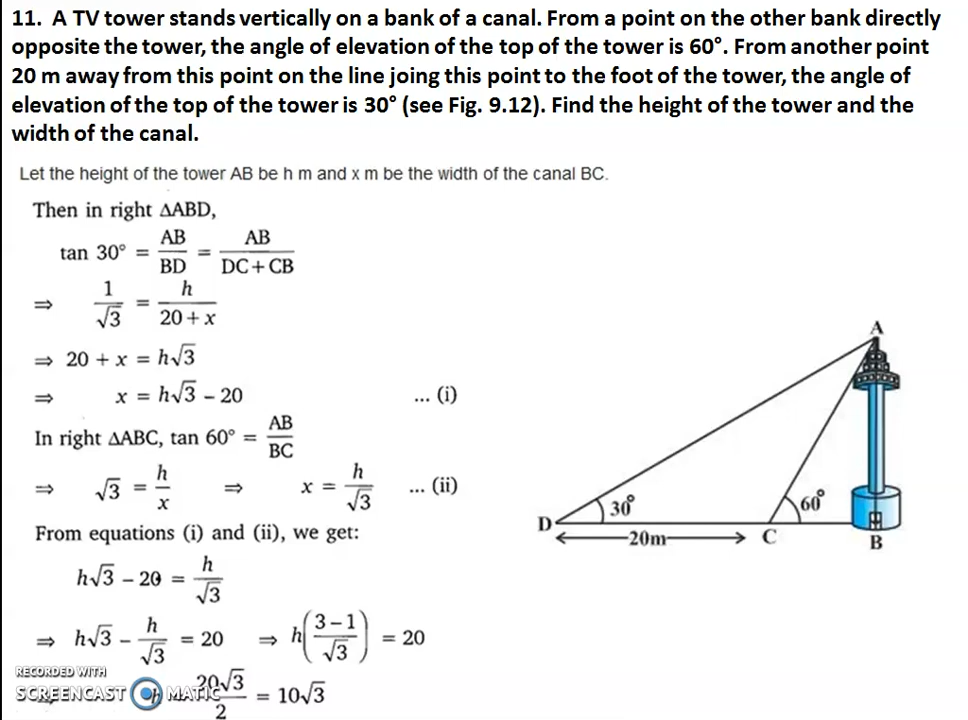 11. A TV tower stands vertically on a bank of a canal. From a point on the other bank directly
opposite the tower, the angle of elevation of the top of the tower is 60°. From another point
20 m away from this point on the line joing this point to the foot of the tower, the angle of
elevation of the top of the tower is 30° (see Fig. 9.12). Find the height of the tower and the
width of the canal.
Let the height of the tower AB be h m and x m be the width of the canal BC.
Then in right ΔABD,
tan 30° = AB/BD = AB/(DC + CB)
⇒ 1/√3 = h/(20 + x)
⇒ 20 + x = h√3
⇒ x = h√3 – 20 ... (i)
In right ΔABC, tan 60° = AB/BC
⇒ √3 = h/x ⇒ x = h/√3 ... (ii)
From equations (i) and (ii), we get:
h√3 – 20 = h/√3
⇒ h√3 – h/√3 = 20 ⇒ h((3 – 1)/√3) = 20
20√3/2 = 10√3
A
30°
60°
D
20m
C
B
RECORDED WITH
SCREENCAST MATIC